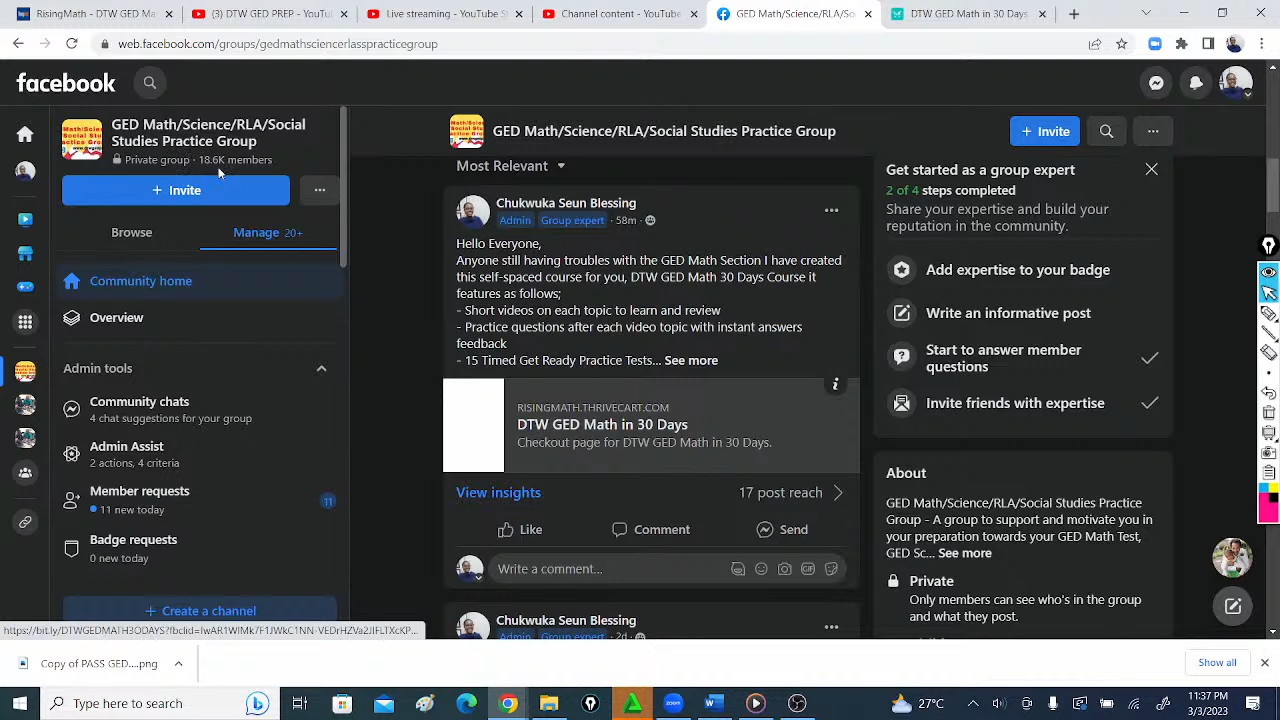 RisingMath - DTW GED Math
(3) DTW GED PREP - YouTu
Live streaming - YouTube S
Channel content - YouTube
GED Math/Science/RLA/So
DTW GED Math in 30 Days
web.facebook.com/groups/gedmathsciencerlasspracticegroup
facebook
GED Math/Science/RLA/Social
Studies Practice Group
Private group · 18.6K members
+ Invite
Browse
Manage 20+
Community home
Overview
Admin tools
Community chats
4 chat suggestions for your group
Admin Assist
2 actions, 4 criteria
Member requests
11 new today
11
Badge requests
0 new today
+ Create a channel
https://bit.ly/DTWGEDMATH30DAYS?fbclid=IwAR1WIMk7F1JWkC1NN-VEDrHZVa2JIFLTXcKP...
GED Math/Science/RLA/Social Studies Practice Group
+ Invite
Most Relevant
Chukwuka Seun Blessing
Admin Group expert · 58m ·
Hello Everyone,
Anyone still having troubles with the GED Math Section I have created
this self-spaced course for you, DTW GED Math 30 Days Course it
features as follows;
- Short videos on each topic to learn and review
- Practice questions after each video topic with instant answers
feedback
- 15 Timed Get Ready Practice Tests... See more
RISINGMATH.THRIVECART.COM
DTW GED Math in 30 Days
Checkout page for DTW GED Math in 30 Days.
View insights
17 post reach
Like
Comment
Send
Write a comment...
Chukwuka Seun Blessing
Admin Group expert · 2d ·
Get started as a group expert
2 of 4 steps completed
Share your expertise and build your
reputation in the community.
Add expertise to your badge
Write an informative post
Start to answer member
questions
Invite friends with expertise
About
GED Math/Science/RLA/Social Studies Practice
Group - A group to support and motivate you in
your preparation towards your GED Math Test,
GED Sc... See more
Private
Only members can see who's in the group
and what they post.
Copy of PASS GED....png
Show all
Type here to search
27°C
11:37 PM
3/3/2023